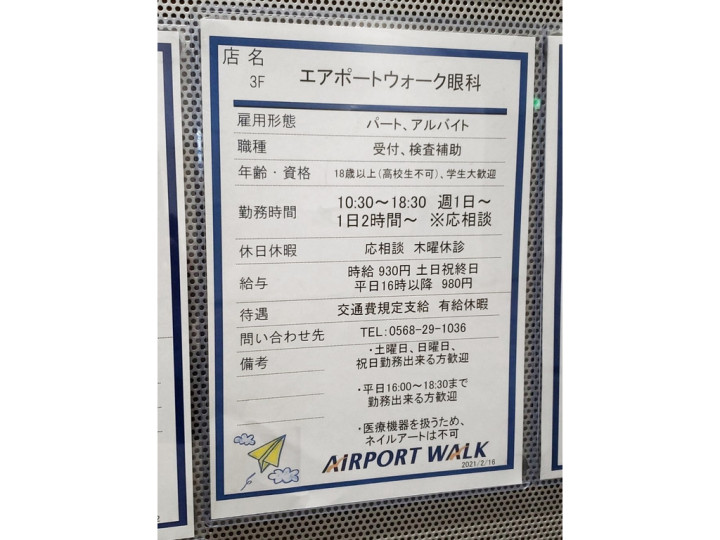 店名
3F エアポートウォーク眼科
雇用形態 パート、アルバイト
職種 受付、検査補助
年齢・資格 18歳以上(高校生不可)、学生大歓迎
勤務時間 10:30～18:30 週1日～
1日2時間～ ※応相談
休日休暇 応相談 木曜休診
給与 時給 930円 土日祝終日
平日16時以降 980円
待遇 交通費規定支給 有給休暇
問い合わせ先 TEL:0568-29-1036
備考 ・土曜日、日曜日、
祝日勤務出来る方歓迎
・平日16:00～18:30まで
勤務出来る方歓迎
・医療機器を扱うため、
ネイルアートは不可
AiRPORT WALK
2021/2/16
2